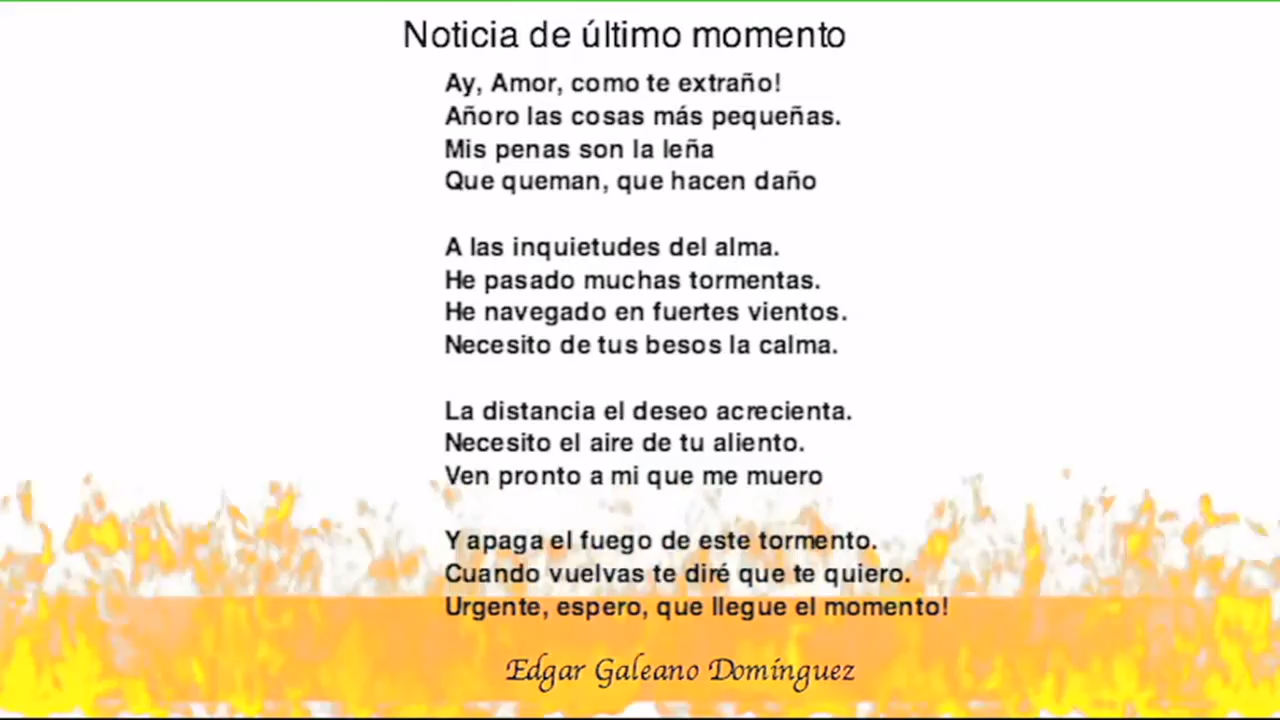 Noticia de último momento
Ay, Amor, como te extraño!
Añoro las cosas más pequeñas.
Mis penas son la leña
Que queman, que hacen daño
A las inquietudes del alma.
He pasado muchas tormentas.
He navegado en fuertes vientos.
Necesito de tus besos la calma.
La distancia el deseo acrecienta.
Necesito el aire de tu aliento.
Ven pronto a mi que me muero
Y apaga el fuego de este tormento.
Cuando vuelvas te diré que te quiero.
Urgente, espero, que llegue el momento!
Edgar Galeano Domínguez